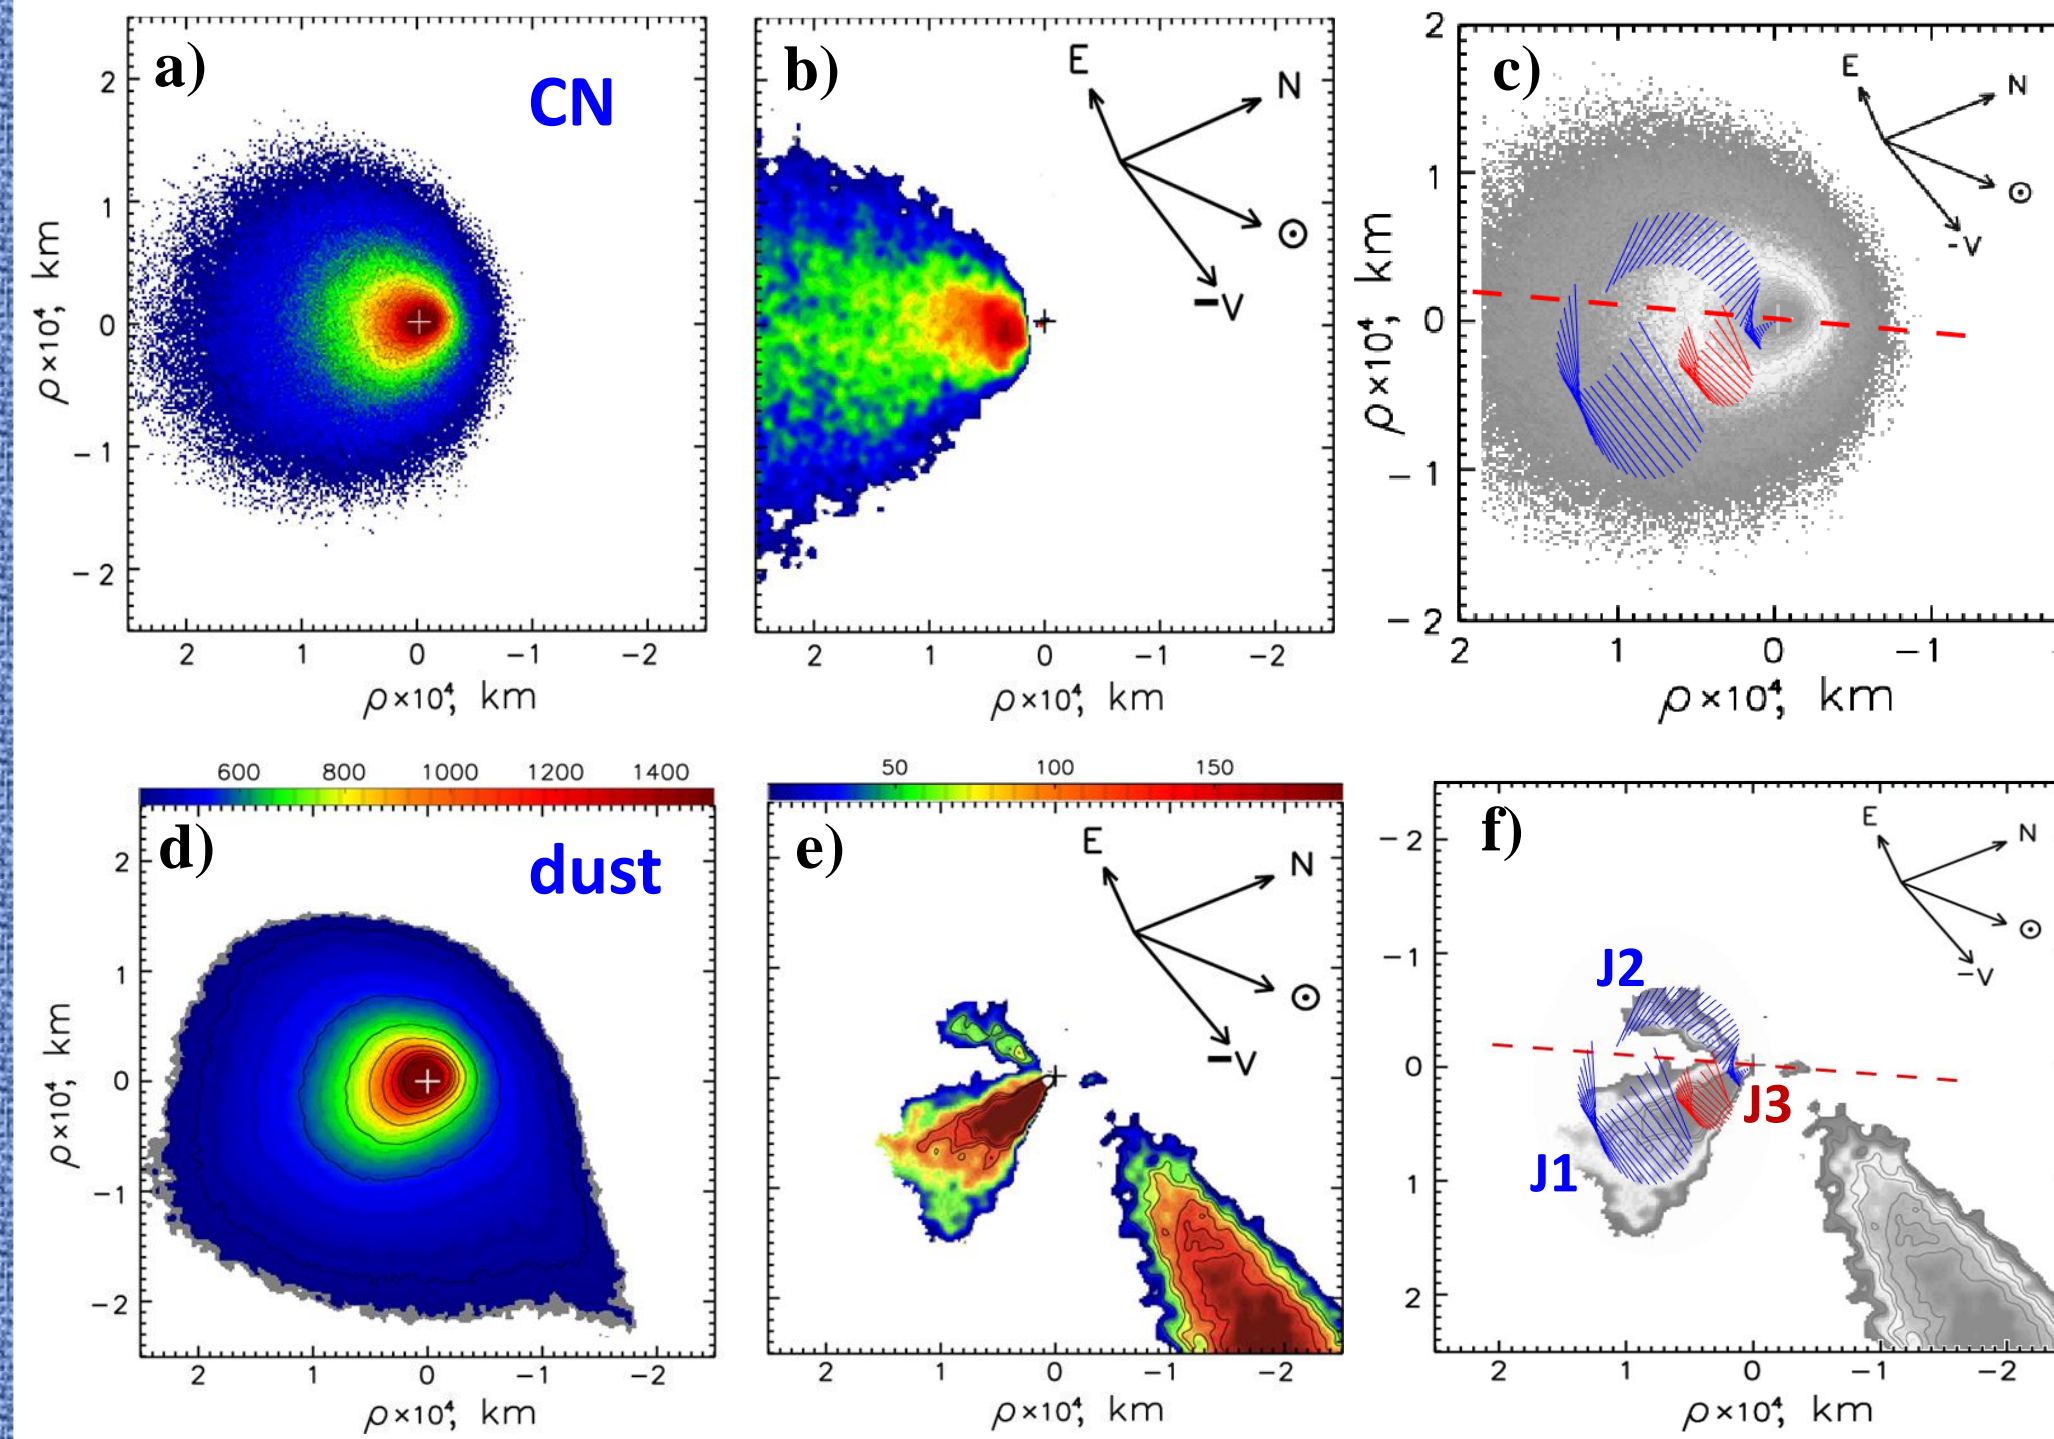 a)
CN
2
1
0
−1
−2
ρ×10⁴, km
2 1 0 −1 −2
ρ×10⁴, km
b)
E
N
⊙
−V
2 1 0 −1 −2
ρ×10⁴, km
c)
E
N
⊙
-V
2
1
0
−1
−2
ρ×10⁴, km
2 1 0 −1
ρ×10⁴, km
600 800 1000 1200 1400
d)
dust
2
1
0
−1
−2
ρ×10⁴, km
2 1 0 −1 −2
ρ×10⁴, km
50 100 150
e)
E
N
⊙
−V
2 1 0 −1 −2
ρ×10⁴, km
f)
E
N
⊙
−V
J2
J3
J1
−2
−1
0
1
2
2 1 0 −1 −2
ρ×10⁴, km